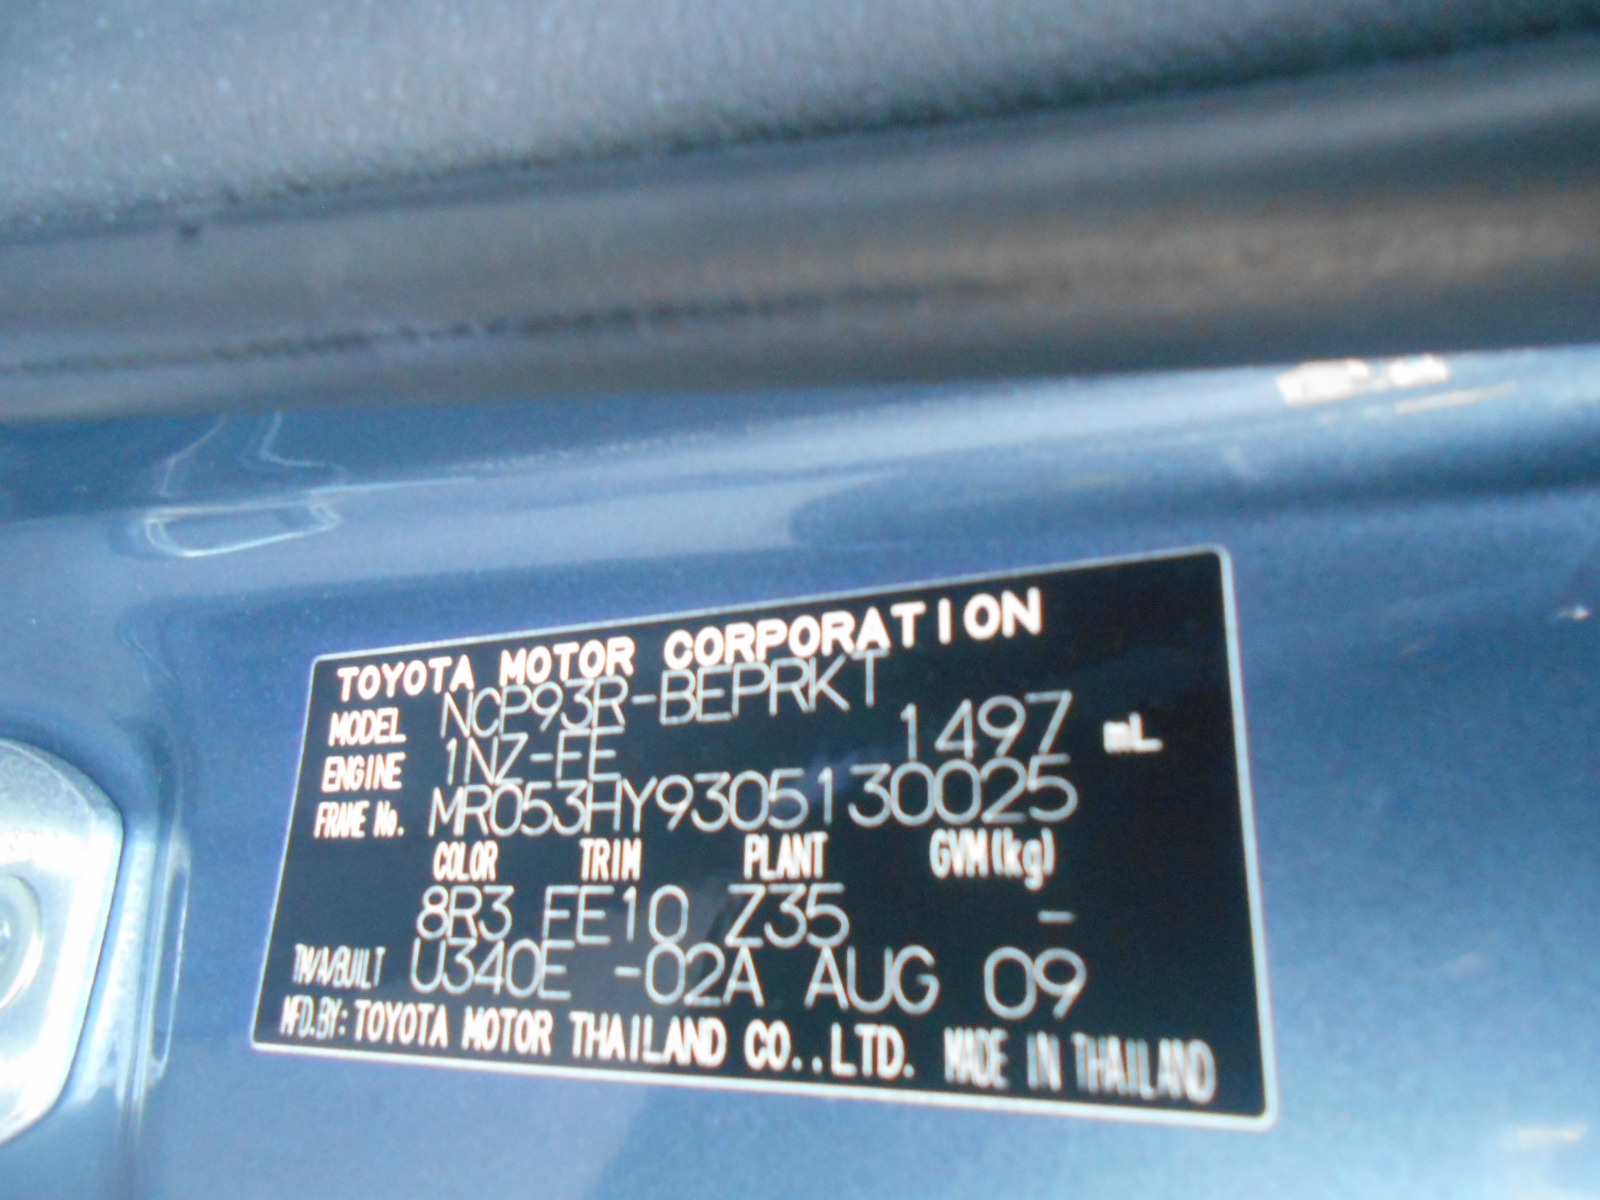 TOYOTA MOTOR CORPORATION
MODEL NCP93R-BEPRKT
ENGINE 1NZ-FE 1497 mL
FRAME No. MR053HY9305130025
COLOR TRIM PLANT GVM(kg)
8R3 FE10 Z35 -
TM/A/BUILT U340E -02A AUG 09
MFD.BY: TOYOTA MOTOR THAILAND CO.,LTD. MADE IN THAILAND